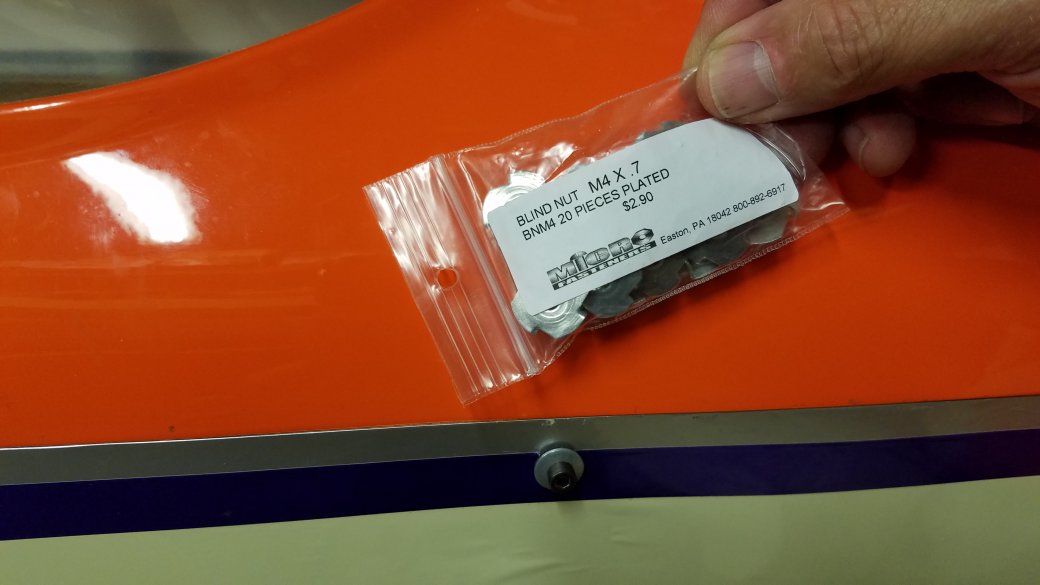 BLIND NUT M4 X .7
BNM4 20 PIECES PLATED
$2.90
MICRO
FASTENERS
Easton, PA 18042 800-892-6917